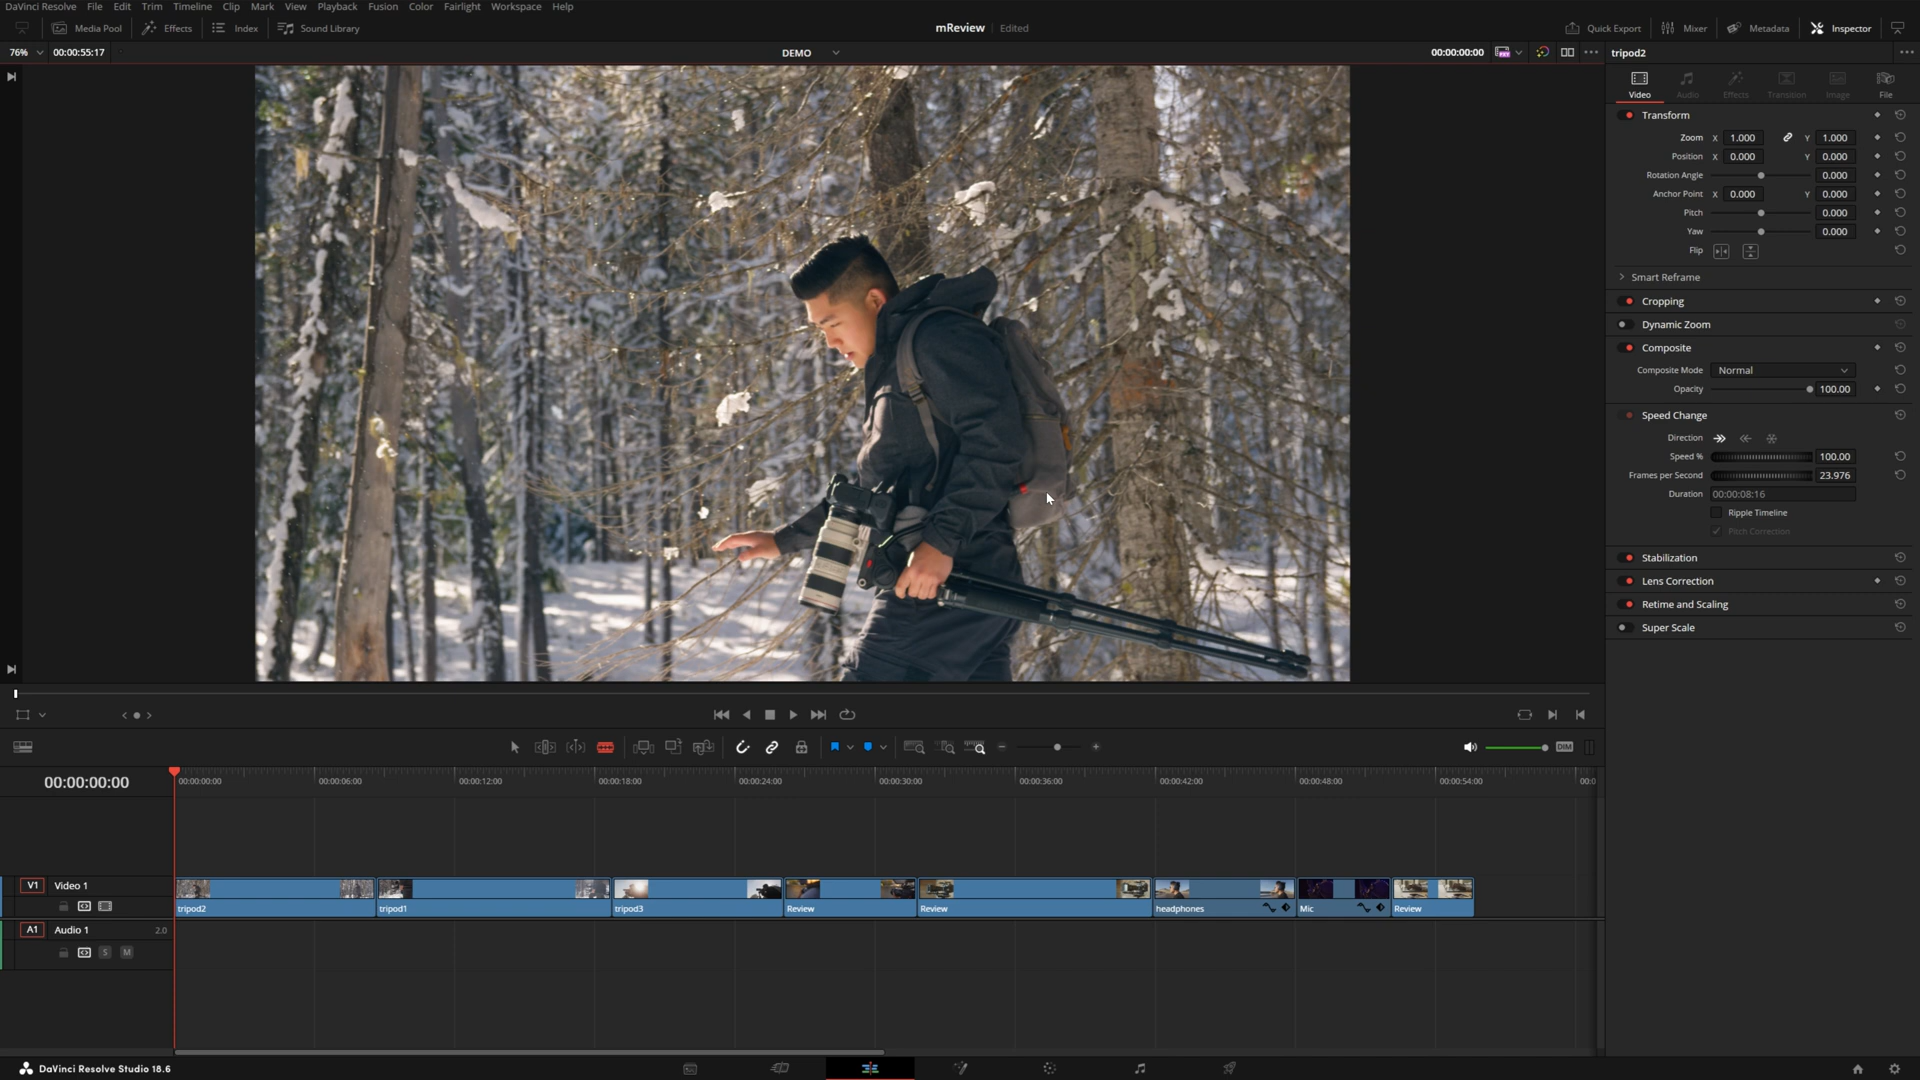 DaVinci Resolve File Edit Trim Timeline Clip Mark View Playback Fusion Color Fairlight Workspace Help
Media Pool Effects Index Sound Library mReview Edited Quick Export Mixer Metadata Inspector
76% 00:00:55:17 DEMO 00:00:00:00 tripod2
Video Audio Effects Transition Image File
Transform
Zoom X 1.000 Y 1.000
Position X 0.000 Y 0.000
Rotation Angle 0.000
Anchor Point X 0.000 Y 0.000
Pitch 0.000
Yaw 0.000
Flip
Smart Reframe
Cropping
Dynamic Zoom
Composite
Composite Mode Normal
Opacity 100.00
Speed Change
Direction
Speed % 100.00
Frames per Second 23.976
Duration 00:00:08:16
Ripple Timeline
Pitch Correction
Stabilization
Lens Correction
Retime and Scaling
Super Scale
DIM
00:00:00:00 00:00:00:00 00:00:06:00 00:00:12:00 00:00:18:00 00:00:24:00 00:00:30:00 00:00:36:00 00:00:42:00 00:00:48:00 00:00:54:00 00:0
V1 Video 1
tripod2 tripod1 tripod3 Review Review headphones Mic Review
A1 Audio 1 2.0
S M
DaVinci Resolve Studio 18.6